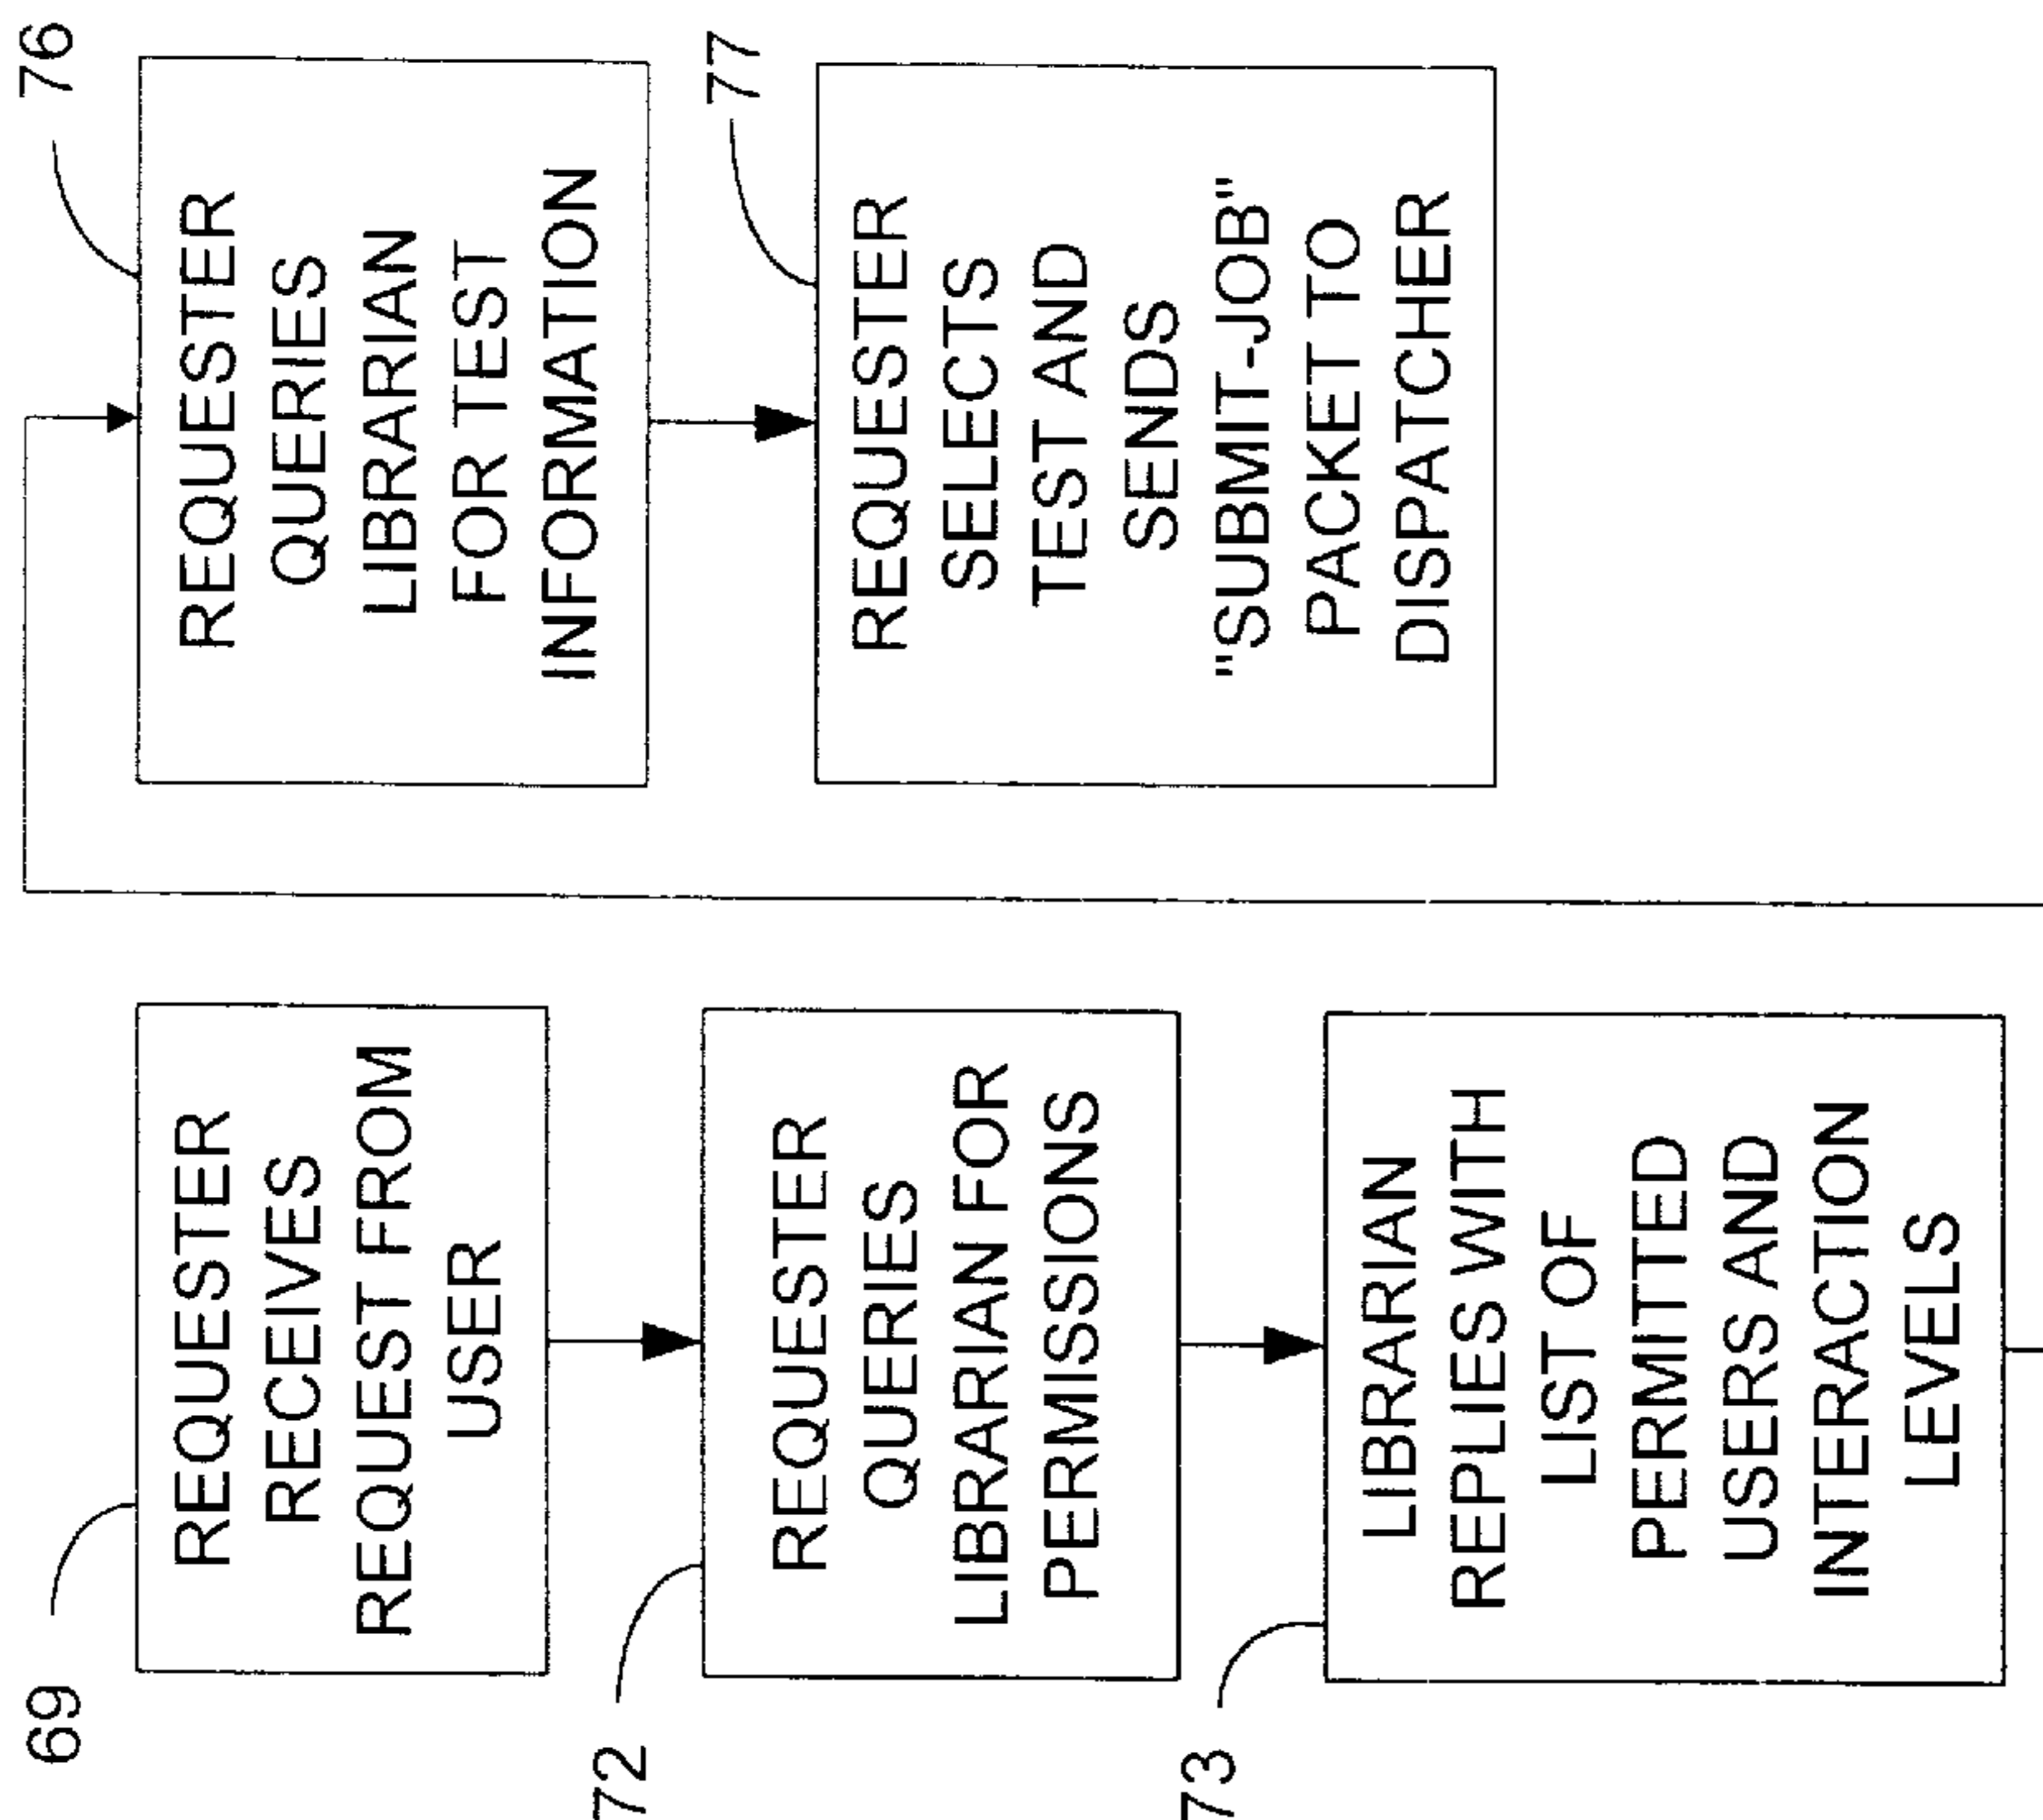 69
REQUESTER
RECEIVES
REQUEST FROM
USER
72
REQUESTER
QUERIES
LIBRARIAN FOR
PERMISSIONS
73
LIBRARIAN
REPLIES WITH
LIST OF
PERMITTED
USERS AND
INTERACTION
LEVELS
76
REQUESTER
QUERIES
LIBRARIAN
FOR TEST
INFORMATION
77
REQUESTER
SELECTS
TEST AND
SENDS
"SUBMIT-JOB"
PACKET TO
DISPATCHER